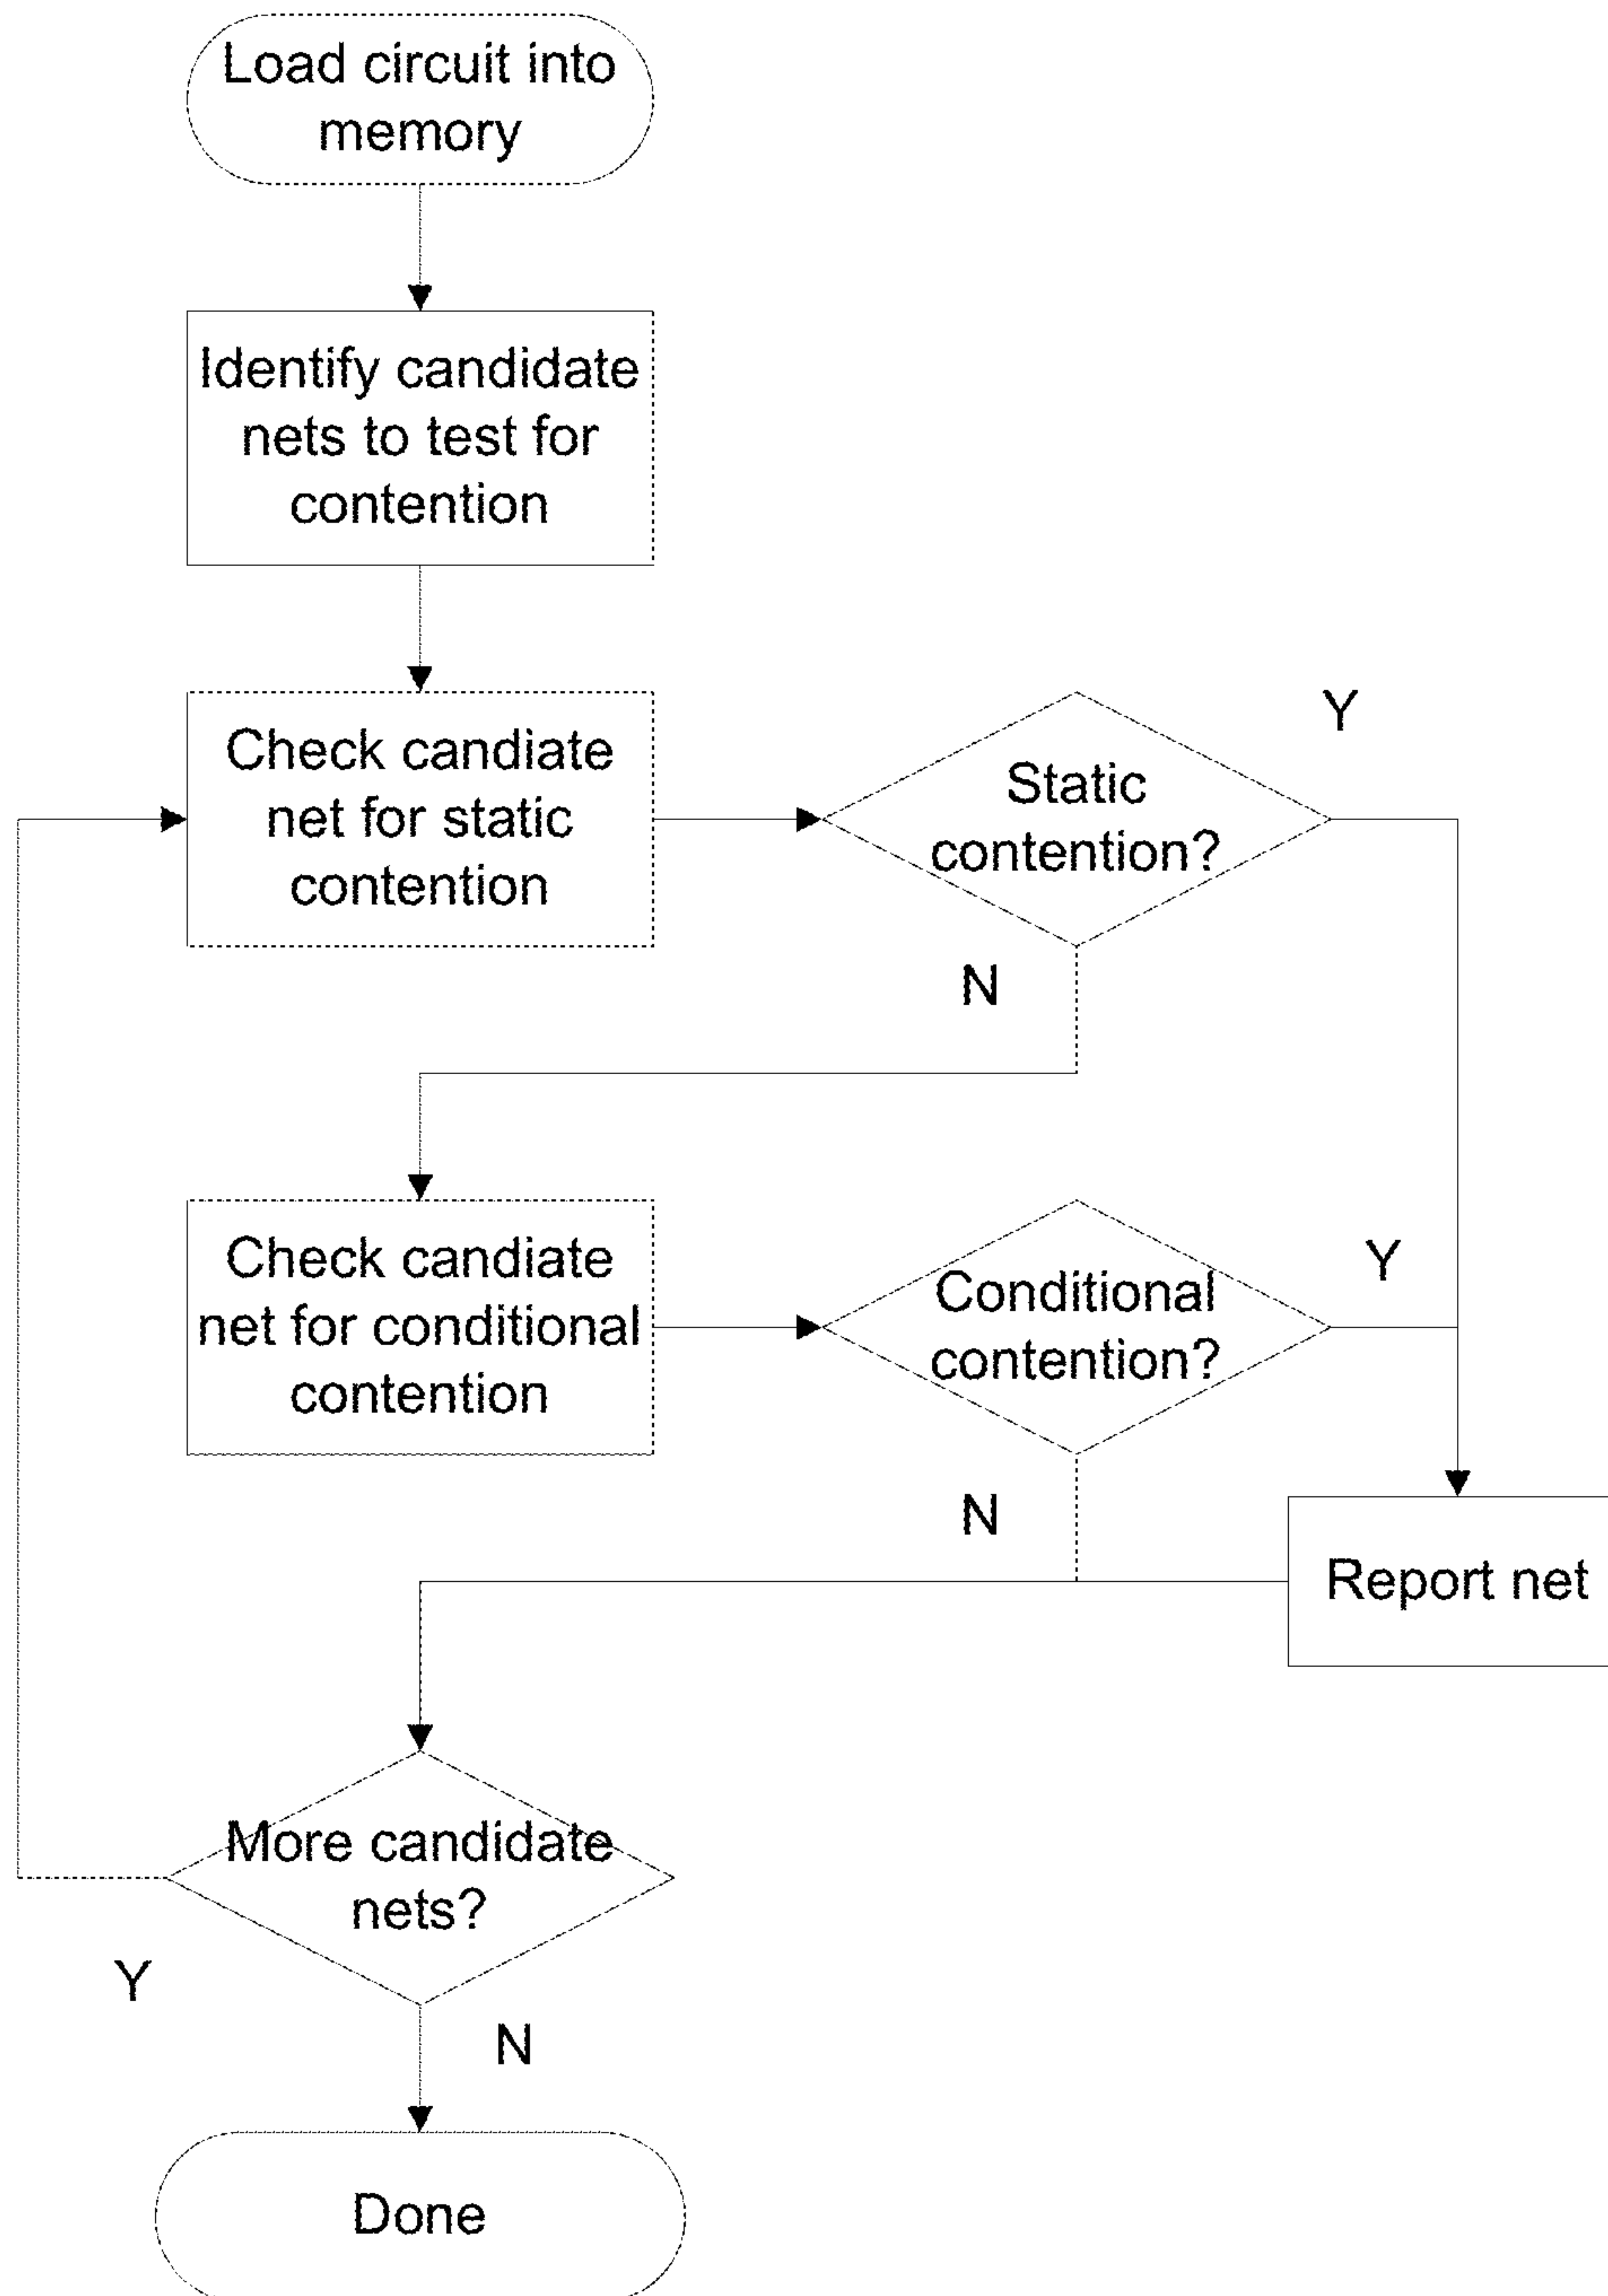 Load circuit into
memory
Identify candidate
nets to test for
contention
Check candiate
net for static
contention
Static
contention?
Y
N
Check candiate
net for conditional
contention
Conditional
contention?
Y
N
Report net
More candidate
nets?
Y
N
Done